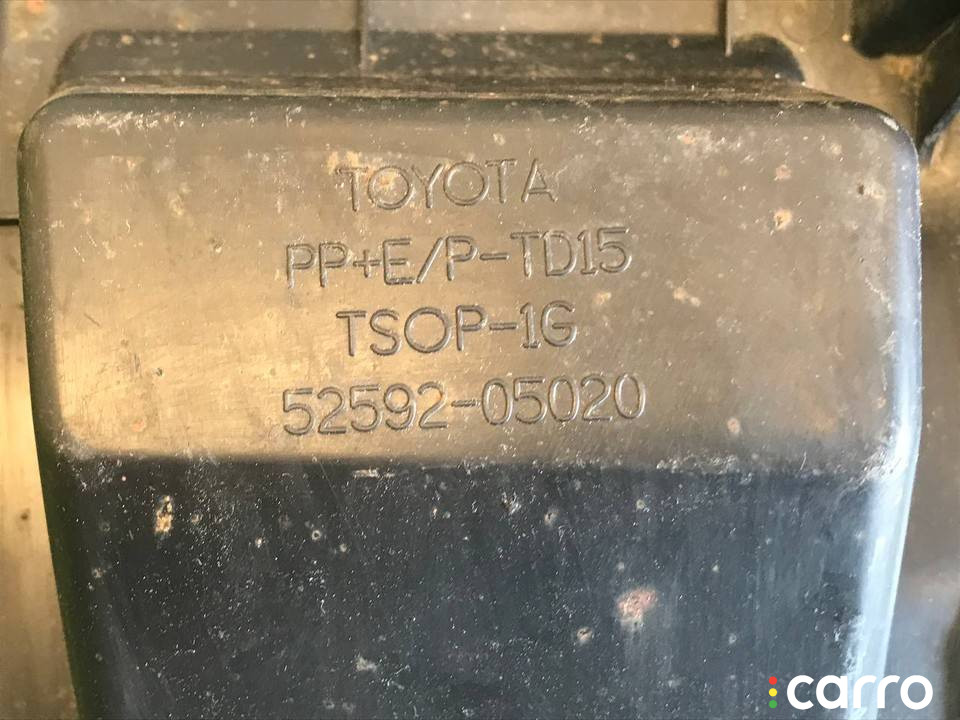 TOYOTA
PP+E/P-TD15
TSOP-1G
52592-05020
carro